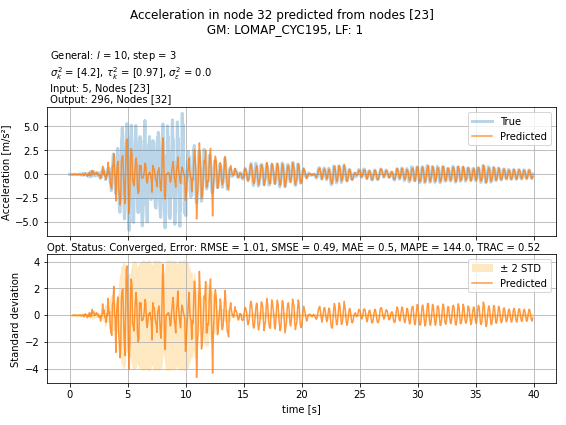 Acceleration in node 32 predicted from nodes [23]
GM: LOMAP_CYC195, LF: 1
General: l = 10, step = 3
σ²ₖ = [4.2], τ²ₖ = [0.97], σ²ε = 0.0
Input: 5, Nodes [23]
Output: 296, Nodes [32]
Acceleration [m/s²]
5.0
2.5
0.0
−2.5
−5.0
True
Predicted
Opt. Status: Converged, Error: RMSE = 1.01, SMSE = 0.49, MAE = 0.5, MAPE = 144.0, TRAC = 0.52
Standard deviation
4
2
0
−2
−4
± 2 STD
Predicted
0 5 10 15 20 25 30 35 40
time [s]